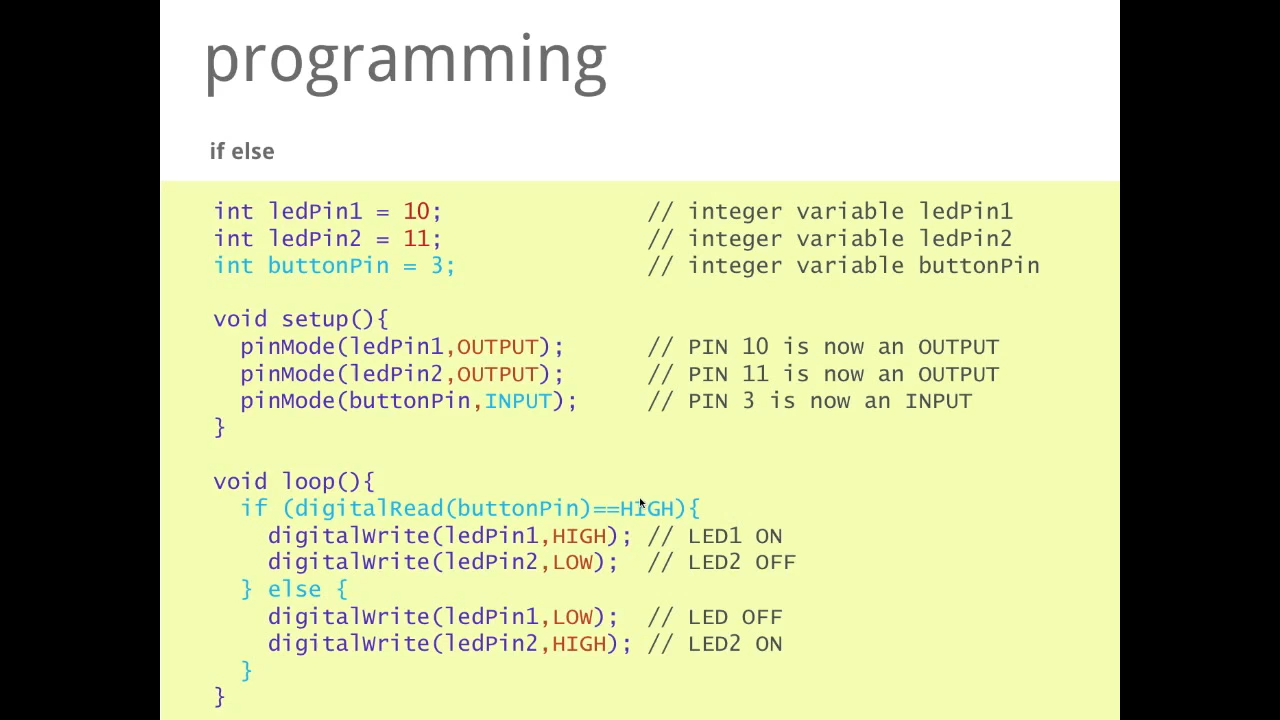 programming
if else
int ledPin1 = 10; // integer variable ledPin1
int ledPin2 = 11; // integer variable ledPin2
int buttonPin = 3; // integer variable buttonPin
void setup(){
pinMode(ledPin1,OUTPUT); // PIN 10 is now an OUTPUT
pinMode(ledPin2,OUTPUT); // PIN 11 is now an OUTPUT
pinMode(buttonPin,INPUT); // PIN 3 is now an INPUT
}
void loop(){
if (digitalRead(buttonPin)==HIGH){
digitalWrite(ledPin1,HIGH); // LED1 ON
digitalWrite(ledPin2,LOW); // LED2 OFF
} else {
digitalWrite(ledPin1,LOW); // LED OFF
digitalWrite(ledPin2,HIGH); // LED2 ON
}
}